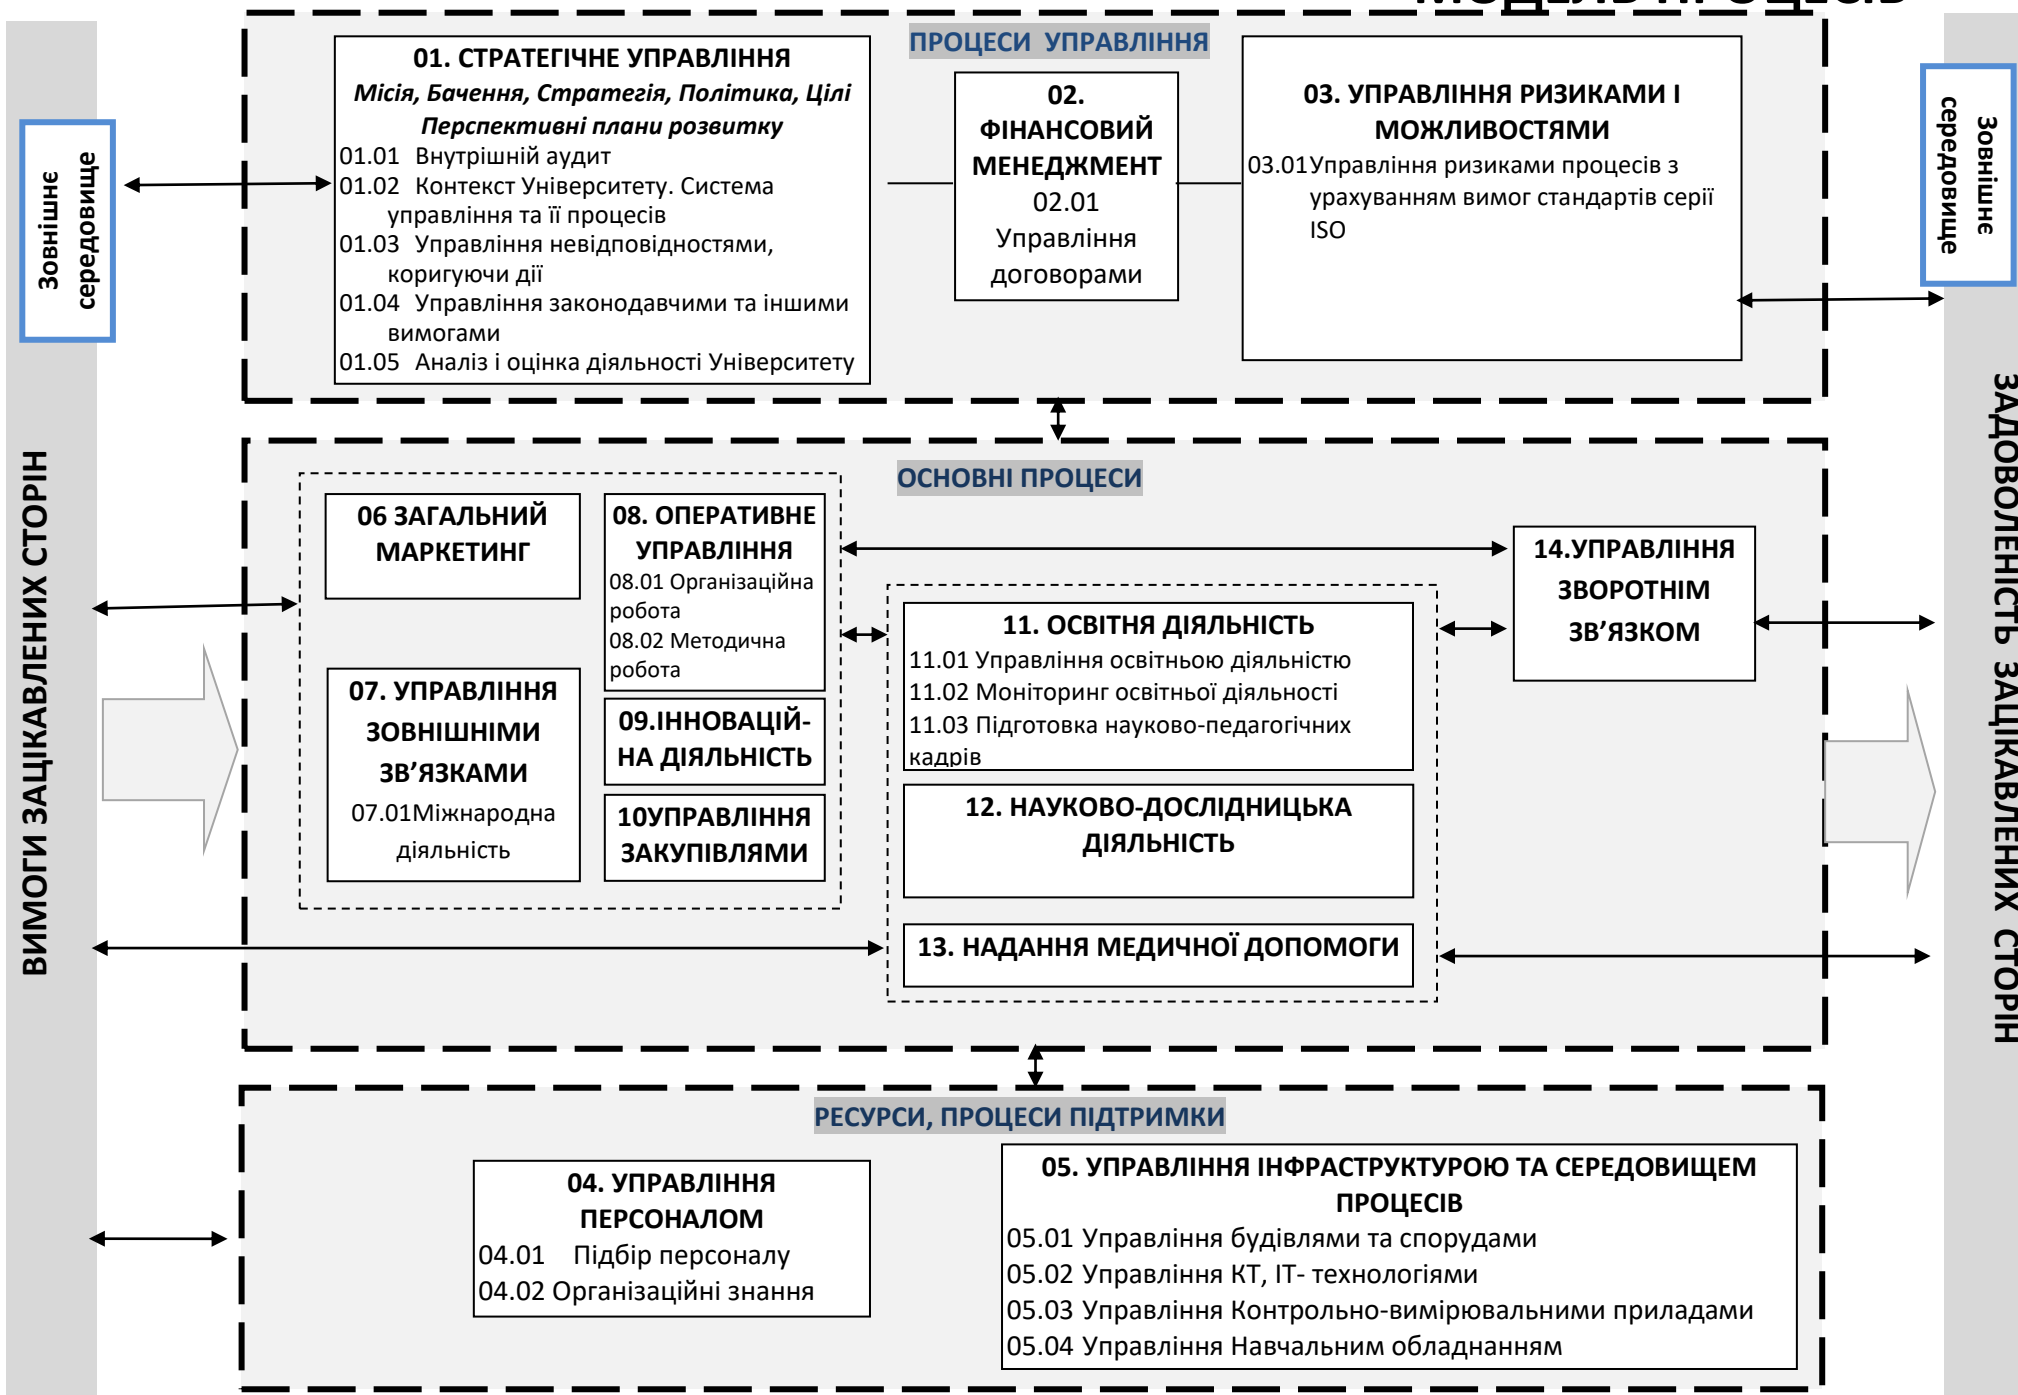 МОДЕЛЬ ПРОЦЕСІВ
ПРОЦЕСИ УПРАВЛІННЯ
01. СТРАТЕГІЧНЕ УПРАВЛІННЯ
Місія, Бачення, Стратегія, Політика, Цілі
Перспективні плани розвитку
01.01 Внутрішній аудит
01.02 Контекст Університету. Система
управління та її процесів
01.03 Управління невідповідностями,
коригуючи дії
01.04 Управління законодавчими та іншими
вимогами
01.05 Аналіз і оцінка діяльності Університету
02.
ФІНАНСОВИЙ
МЕНЕДЖМЕНТ
02.01
Управління
договорами
03. УПРАВЛІННЯ РИЗИКАМИ І
МОЖЛИВОСТЯМИ
03.01Управління ризиками процесів з
урахуванням вимог стандартів серії
ISO
Зовнішнє
середовище
Зовнішнє
середовище
ВИМОГИ ЗАЦІКАВЛЕНИХ СТОРІН
ЗАДОВОЛЕНІСТЬ ЗАЦІКАВЛЕНИХ СТОРІН
ОСНОВНІ ПРОЦЕСИ
06 ЗАГАЛЬНИЙ
МАРКЕТИНГ
07. УПРАВЛІННЯ
ЗОВНІШНІМИ
ЗВ’ЯЗКАМИ
07.01Міжнародна
діяльність
08. ОПЕРАТИВНЕ
УПРАВЛІННЯ
08.01 Організаційна
робота
08.02 Методична
робота
09.ІННОВАЦІЙ-
НА ДІЯЛЬНІСТЬ
10УПРАВЛІННЯ
ЗАКУПІВЛЯМИ
11. ОСВІТНЯ ДІЯЛЬНІСТЬ
11.01 Управління освітньою діяльністю
11.02 Моніторинг освітньої діяльності
11.03 Підготовка науково-педагогічних
кадрів
12. НАУКОВО-ДОСЛІДНИЦЬКА
ДІЯЛЬНІСТЬ
13. НАДАННЯ МЕДИЧНОЇ ДОПОМОГИ
14.УПРАВЛІННЯ
ЗВОРОТНІМ
ЗВ’ЯЗКОМ
РЕСУРСИ, ПРОЦЕСИ ПІДТРИМКИ
04. УПРАВЛІННЯ
ПЕРСОНАЛОМ
04.01 Підбір персоналу
04.02 Організаційні знання
05. УПРАВЛІННЯ ІНФРАСТРУКТУРОЮ ТА СЕРЕДОВИЩЕМ
ПРОЦЕСІВ
05.01 Управління будівлями та спорудами
05.02 Управління КТ, ІТ- технологіями
05.03 Управління Контрольно-вимірювальними приладами
05.04 Управління Навчальним обладнанням